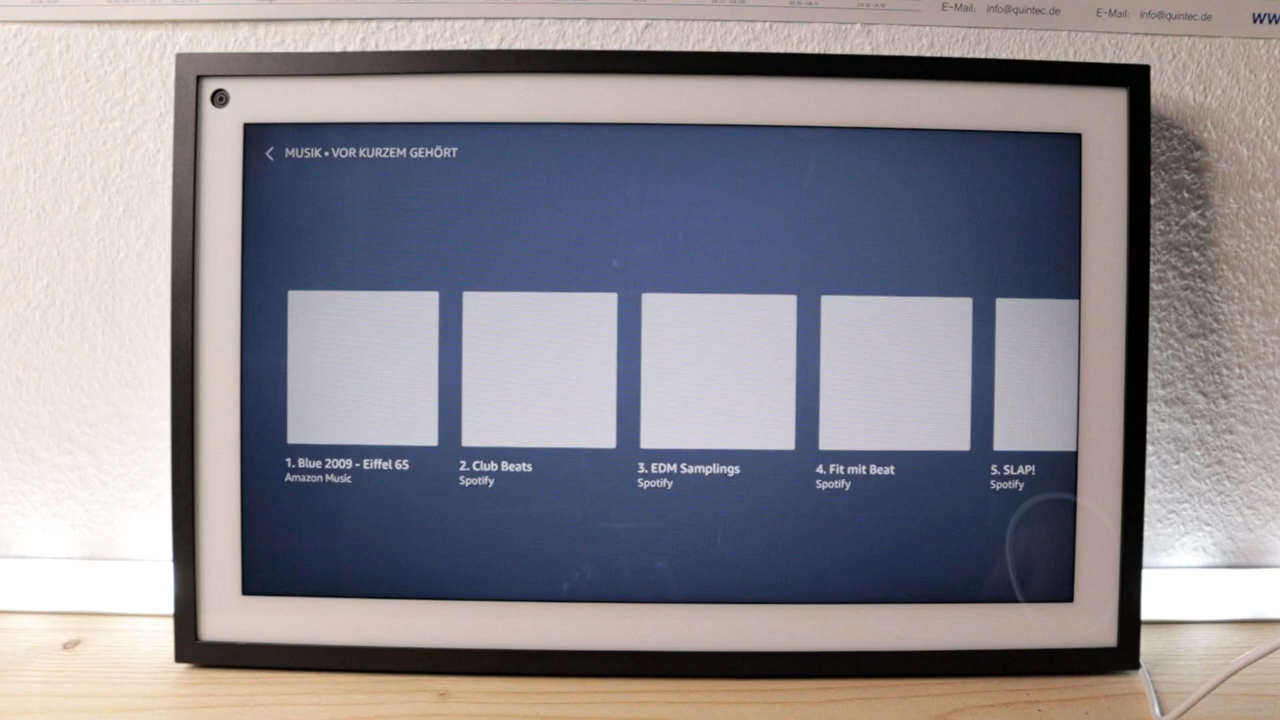 E-Mail: info@quintec.de
E-Mail: info@quintec.de
MUSIK • VOR KURZEM GEHÖRT
1. Blue 2009 - Eiffel 65
Amazon Music
2. Club Beats
Spotify
3. EDM Samplings
Spotify
4. Fit mit Beat
Spotify
5. SLAP!
Spotify